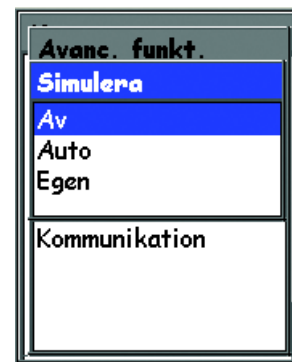 Avanc. funkt.
Simulera
Av
Auto
Egen
Kommunikation